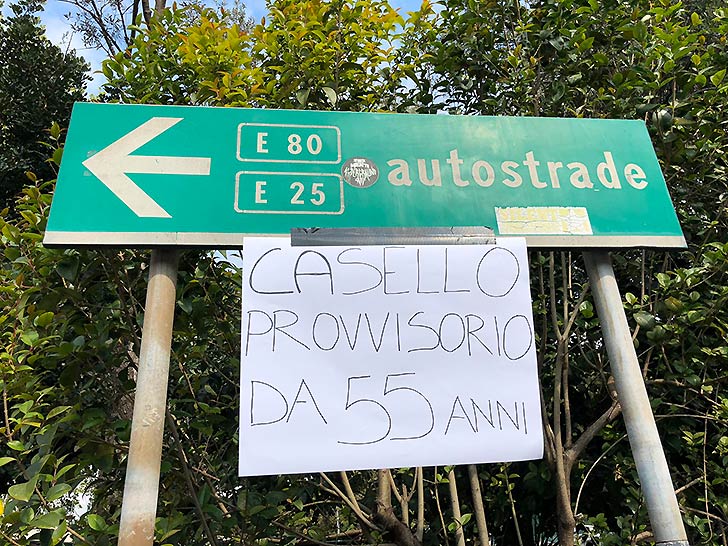 E 80
E 25
autostrade
CASELLO
PROVVISORIO
DA 55 ANNI